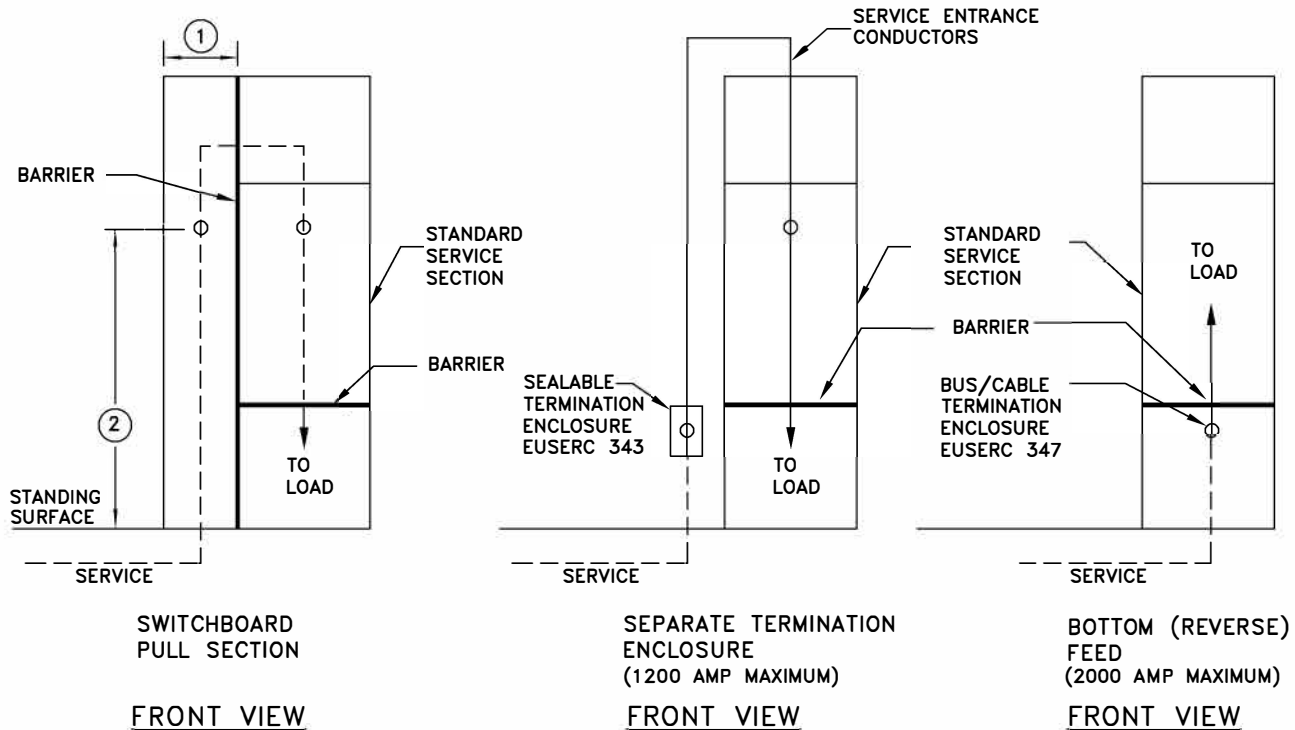 1
SERVICE ENTRANCE
CONDUCTORS
BARRIER
STANDARD
SERVICE
SECTION
BARRIER
2
STANDING
SURFACE
TO
LOAD
SERVICE
SWITCHBOARD
PULL SECTION
FRONT VIEW
SEALABLE
TERMINATION
ENCLOSURE
EUSERC 343
TO
LOAD
SERVICE
SEPARATE TERMINATION
ENCLOSURE
(1200 AMP MAXIMUM)
FRONT VIEW
STANDARD
SERVICE
SECTION
BARRIER
BUS/CABLE
TERMINATION
ENCLOSURE
EUSERC 347
TO
LOAD
SERVICE
BOTTOM (REVERSE)
FEED
(2000 AMP MAXIMUM)
FRONT VIEW